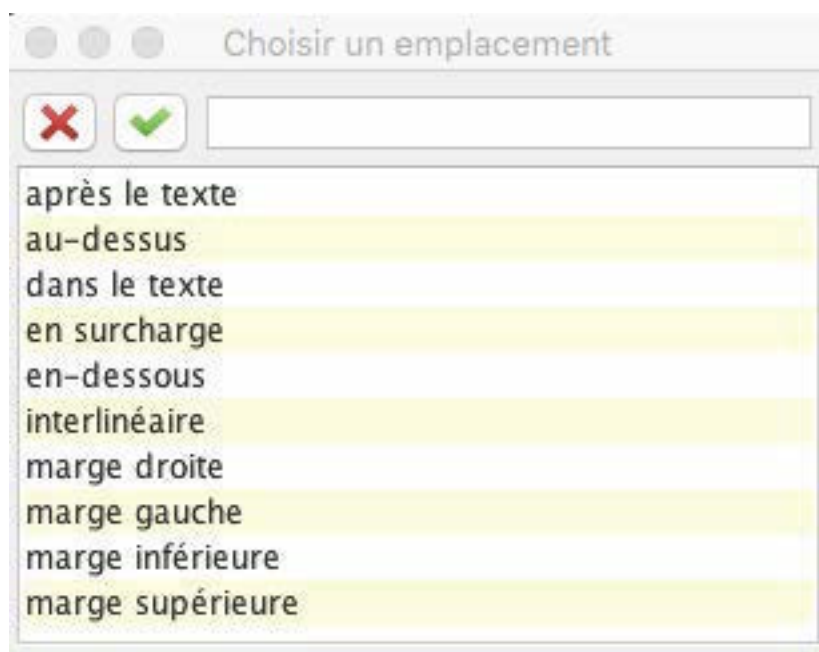 Choisir un emplacement
après le texte
au-dessus
dans le texte
en surcharge
en-dessous
interlinéaire
marge droite
marge gauche
marge inférieure
marge supérieure